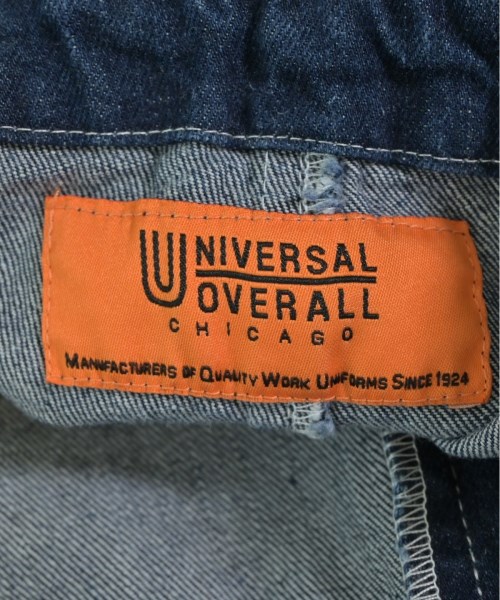 UNIVERSAL
OVERALL
CHICAGO
MANUFACTURERS OF QUALITY WORK UNIFORMS SINCE 1924